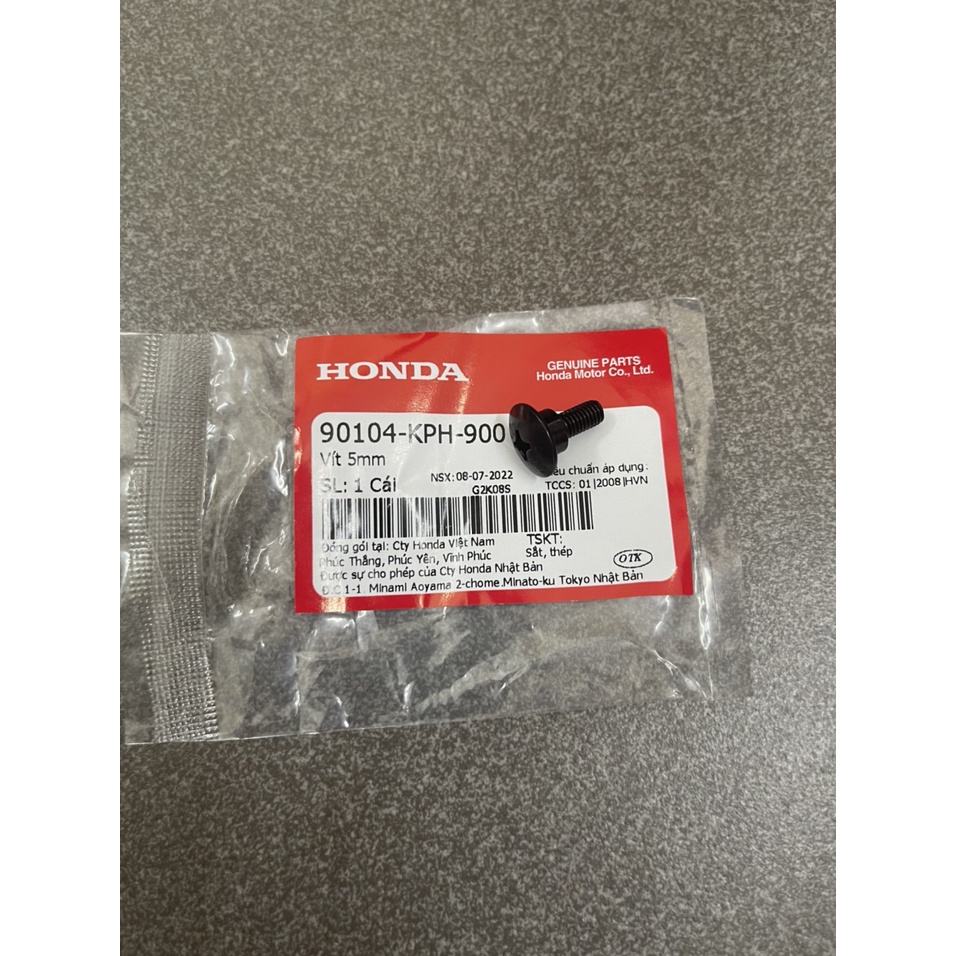 HONDA
GENUINE PARTS
Honda Motor Co., Ltd.
90104-KPH-900
Vít 5mm
SL: 1 Cái
NSX: 08-07-2022
G2K08S
chuẩn áp dụng:
TCCS: 01|2008|HVN
Đóng gói tại: Cty Honda Việt Nam
Phúc Thắng, Phúc Yên, Vĩnh Phúc
Được sự cho phép của Cty Honda Nhật Bản
Đ.C 1-1, Minami Aoyama 2-chome.Minato-ku Tokyo Nhật Bản
TSKT:
Sắt, thép
OTK